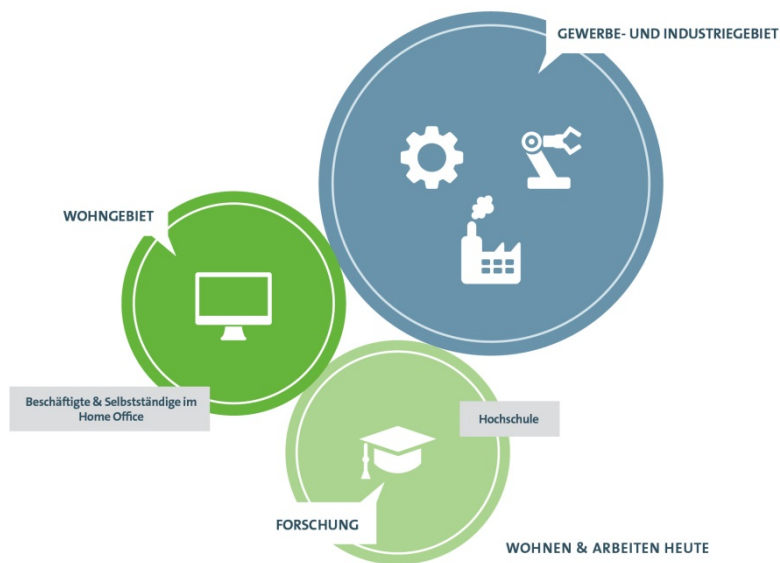 GEWERBE- UND INDUSTRIEGEBIET
WOHNGEBIET
Beschäftigte & Selbstständige im
Home Office
Hochschule
FORSCHUNG
WOHNEN & ARBEITEN HEUTE